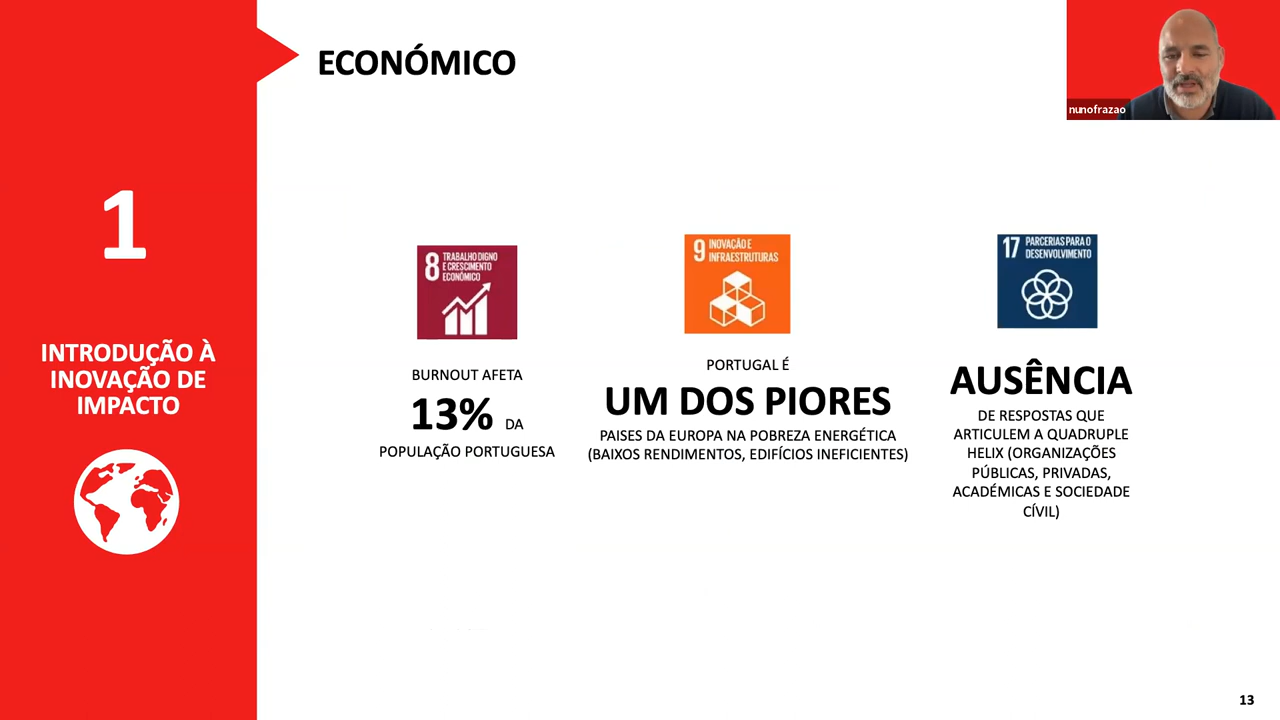 ECONÓMICO
nunofrazao
1
INTRODUÇÃO À
INOVAÇÃO DE
IMPACTO
8 TRABALHO DIGNO
E CRESCIMENTO
ECONÓMICO
BURNOUT AFETA
13% DA
POPULAÇÃO PORTUGUESA
9 INOVAÇÃO E
INFRAESTRUTURAS
PORTUGAL É
UM DOS PIORES
PAISES DA EUROPA NA POBREZA ENERGÉTICA
(BAIXOS RENDIMENTOS, EDIFÍCIOS INEFICIENTES)
17 PARCERIAS PARA O
DESENVOLVIMENTO
AUSÊNCIA
DE RESPOSTAS QUE
ARTICULEM A QUADRUPLE
HELIX (ORGANIZAÇÕES
PÚBLICAS, PRIVADAS,
ACADÉMICAS E SOCIEDADE
CÍVIL)
13